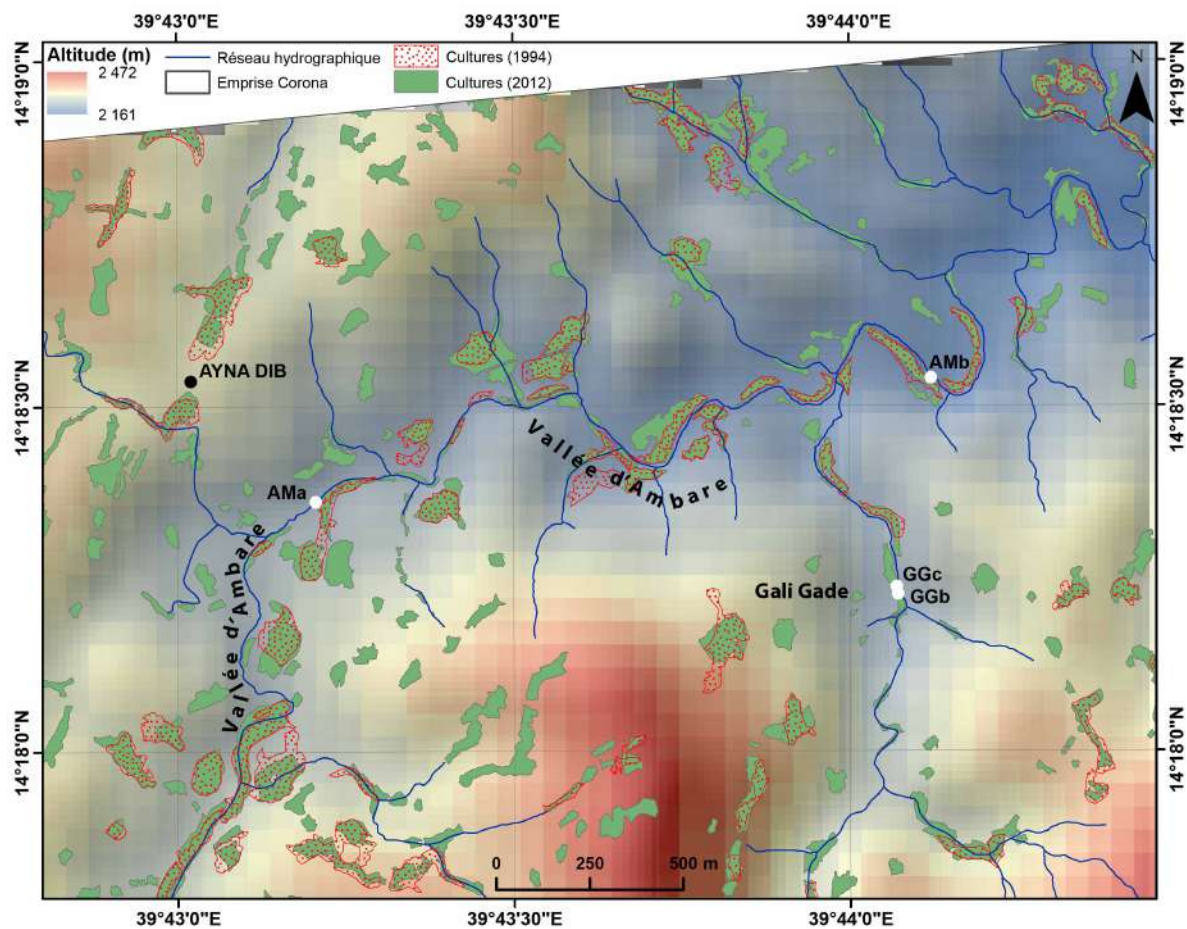 39°43'0"E
39°43'30"E
39°44'0"E
Altitude (m)
2 472
2 161
Réseau hydrographique
Emprise Corona
Cultures (1994)
Cultures (2012)
N
14°19'0"N
14°19'0"N
AYNA DIB
AMb
14°18'30"N
14°18'30"N
Vallée d'Ambare
AMa
Vallée d'Ambare
GGc
Gali Gade
GGb
14°18'0"N
14°18'0"N
0 250 500 m
39°43'0"E
39°43'30"E
39°44'0"E